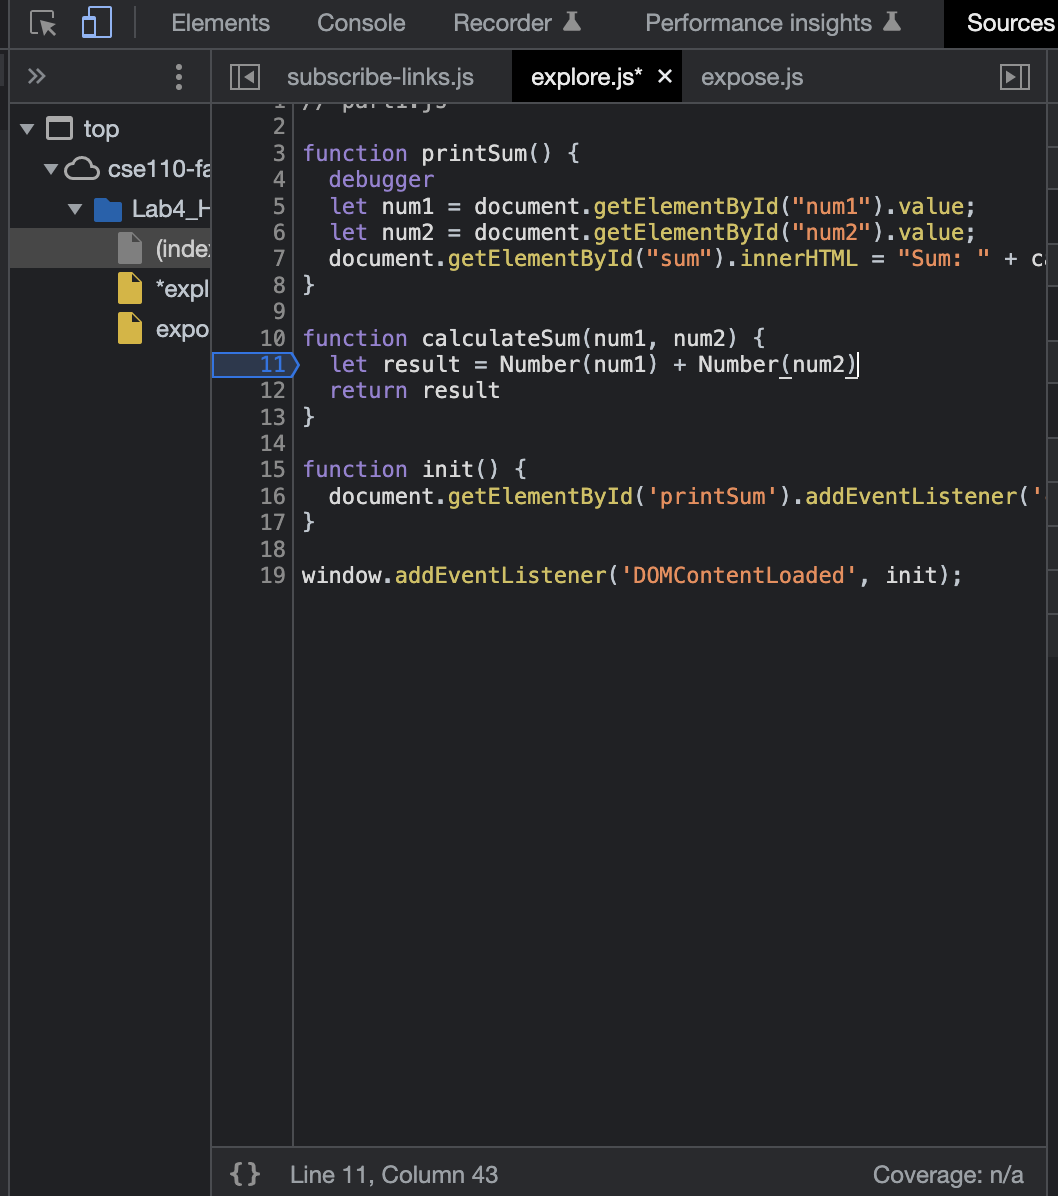 Elements Console Recorder Performance insights Sources
subscribe-links.js explore.js* × expose.js
top
cse110-fa
Lab4_H
(inde
*expl
expo
1 // part1.js
2
3 function printSum() {
4 debugger
5 let num1 = document.getElementById("num1").value;
6 let num2 = document.getElementById("num2").value;
7 document.getElementById("sum").innerHTML = "Sum: " + ca
8 }
9
10 function calculateSum(num1, num2) {
11 let result = Number(num1) + Number(num2)
12 return result
13 }
14
15 function init() {
16 document.getElementById('printSum').addEventListener('
17 }
18
19 window.addEventListener('DOMContentLoaded', init);
{} Line 11, Column 43 Coverage: n/a